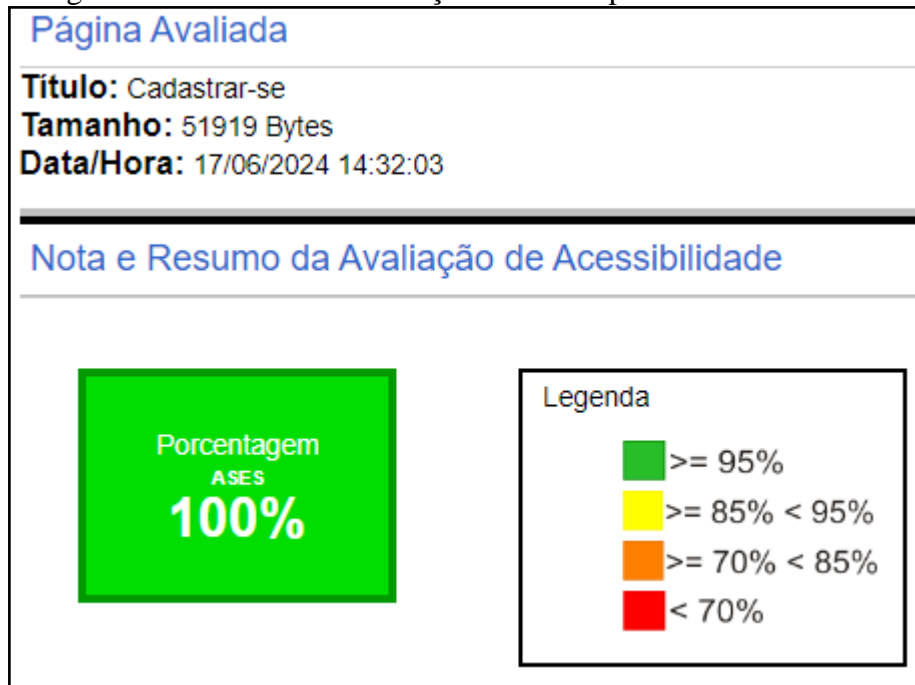 Página Avaliada
Título: Cadastrar-se
Tamanho: 51919 Bytes
Data/Hora: 17/06/2024 14:32:03
Nota e Resumo da Avaliação de Acessibilidade
Porcentagem
ASES
100%
Legenda
>= 95%
>= 85% < 95%
>= 70% < 85%
< 70%